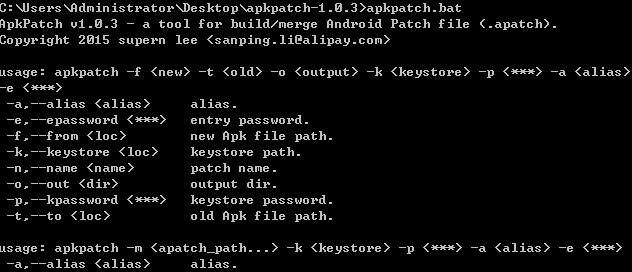 C:\Users\Administrator\Desktop\apkpatch-1.0.3>apkpatch.bat
ApkPatch v1.0.3 - a tool for build/merge Android Patch file (.apatch).
Copyright 2015 supern lee <sanping.li@alipay.com>
usage: apkpatch -f <new> -t <old> -o <output> -k <keystore> -p <***> -a <alias)
-e <***>
-a,--alias <alias> alias.
-e,--epassword <***> entry password.
-f,--from <loc> new Apk file path.
-k,--keystore <loc> keystore path.
-n,--name <name> patch name.
-o,--out <dir> output dir.
-p,--kpassword <***> keystore password.
-t,--to <loc> old Apk file path.
usage: apkpatch -m <apatch_path...> -k <keystore> -p <***> -a <alias> -e <***>
-a,--alias <alias> alias.